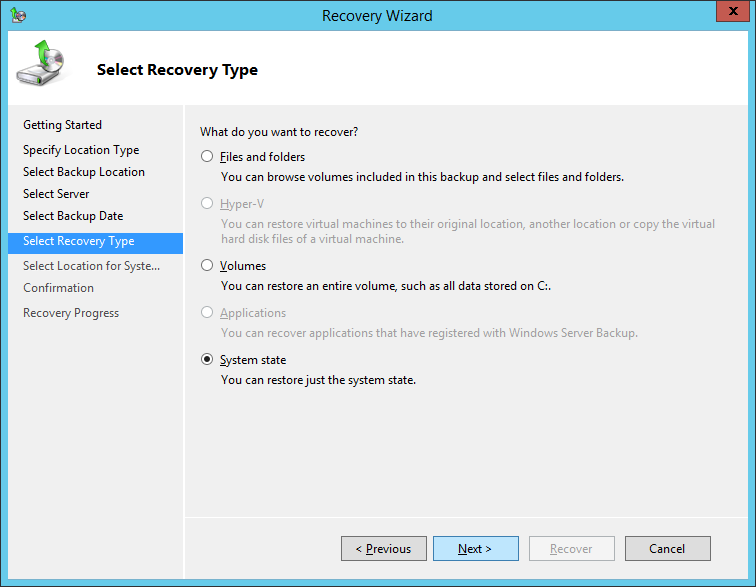 Recovery Wizard
x
Select Recovery Type
Getting Started
Specify Location Type
Select Backup Location
Select Server
Select Backup Date
Select Recovery Type
Select Location for Syste...
Confirmation
Recovery Progress
What do you want to recover?
Files and folders
You can browse volumes included in this backup and select files and folders.
Hyper-V
You can restore virtual machines to their original location, another location or copy the virtual
hard disk files of a virtual machine.
Volumes
You can restore an entire volume, such as all data stored on C:.
Applications
You can recover applications that have registered with Windows Server Backup.
System state
You can restore just the system state.
< Previous
Next >
Recover
Cancel